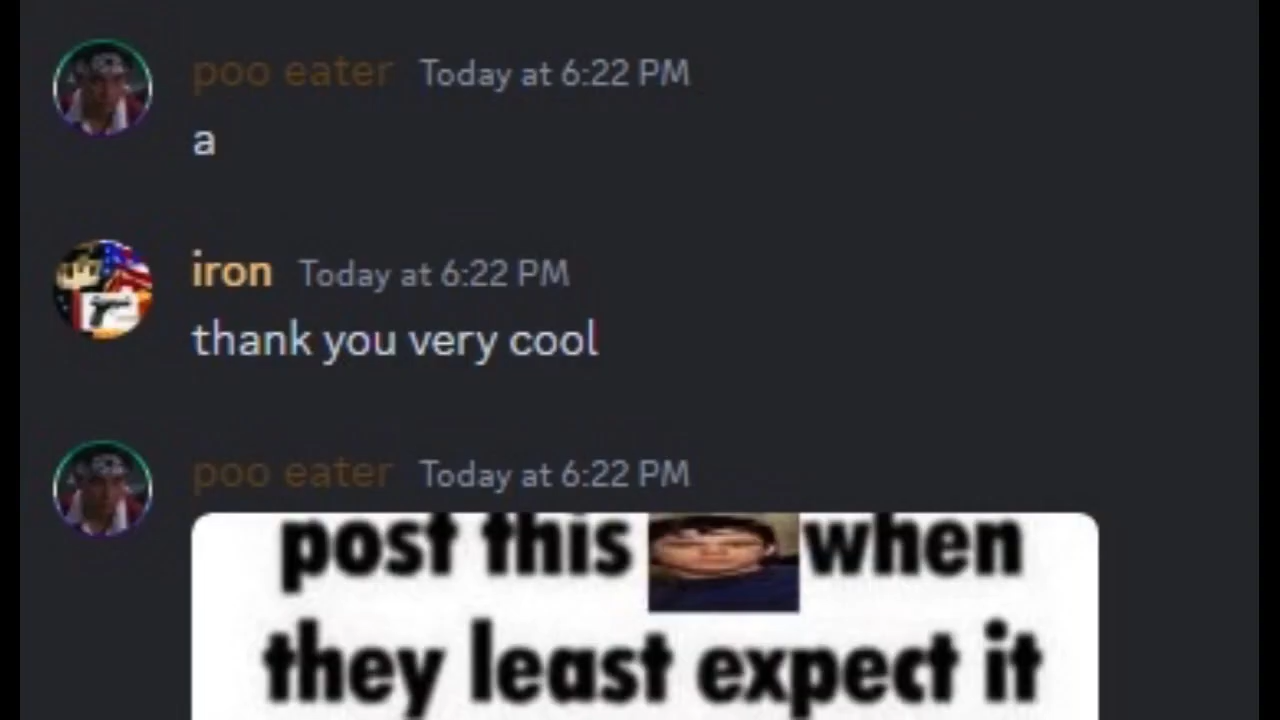 poo eater Today at 6:22 PM
a
iron Today at 6:22 PM
thank you very cool
poo eater Today at 6:22 PM
post this when
they least expect it